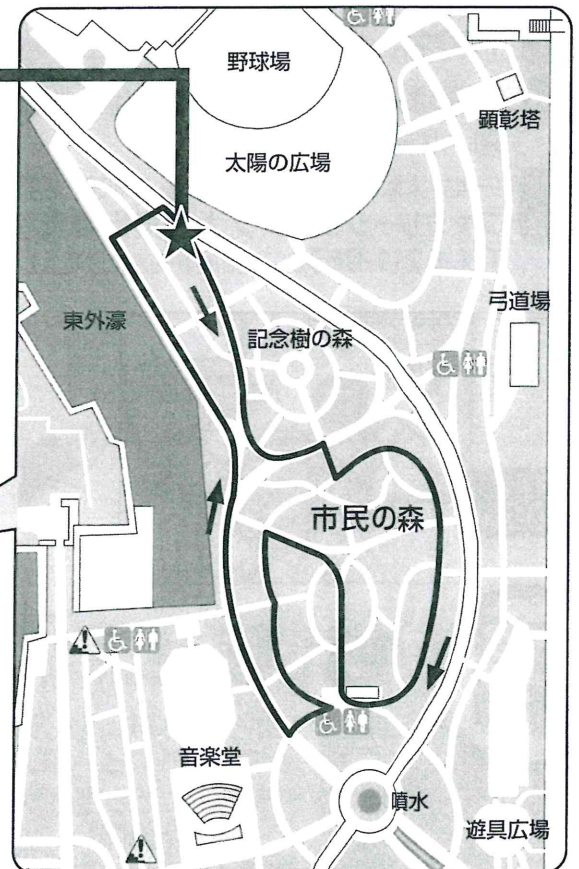 野球場
太陽の広場
顕彰塔
東外濠
記念樹の森
弓道場
市民の森
音楽堂
噴水
遊具広場